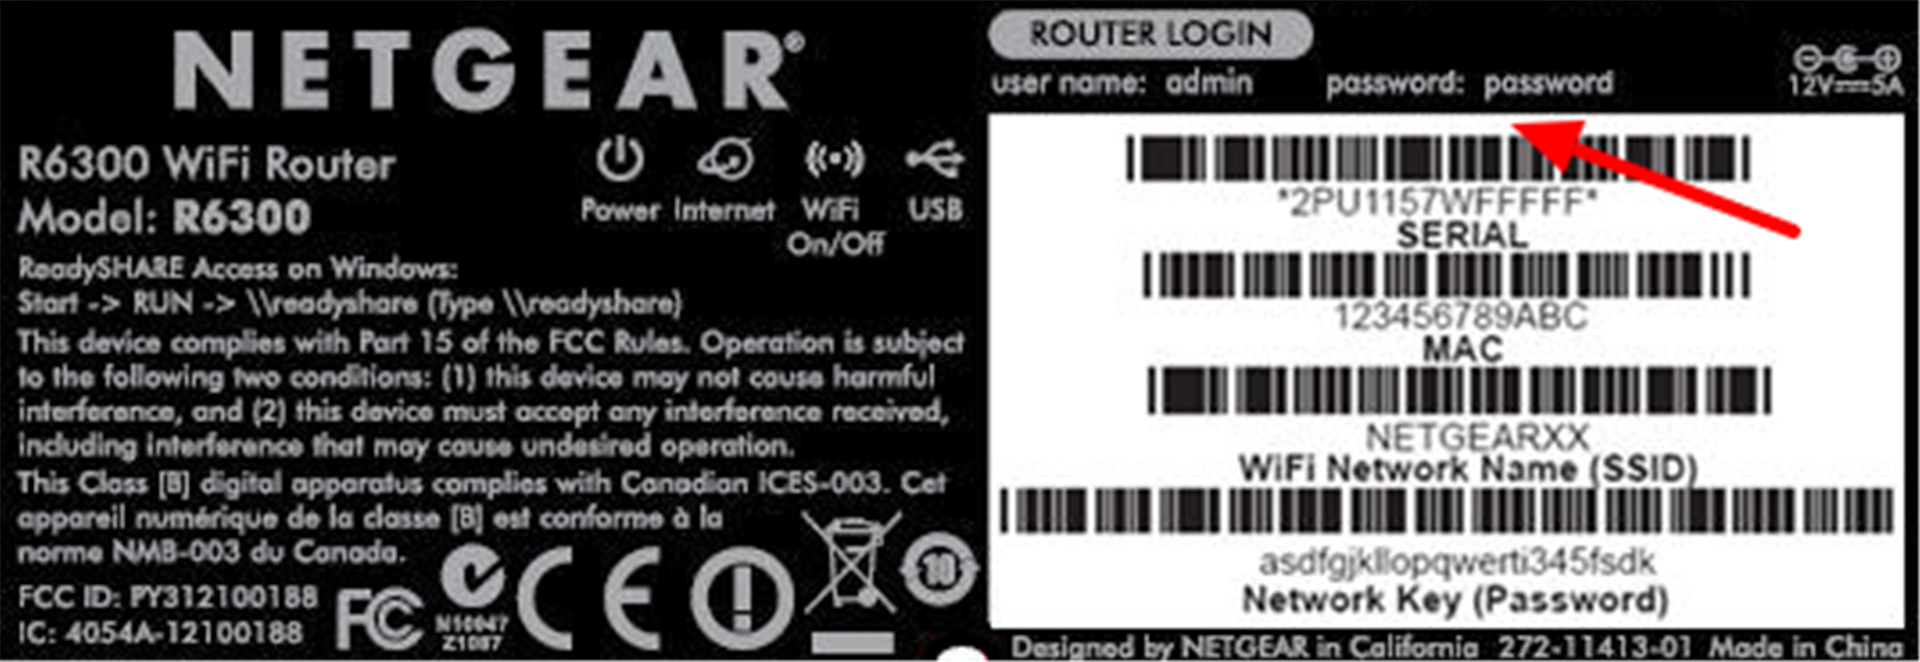 NETGEAR®
R6300 WiFi Router
Model: R6300
Power Internet WiFi On/Off USB
ReadySHARE Access on Windows:
Start -> RUN -> \\readyshare (Type \\readyshare)
This device complies with Part 15 of the FCC Rules. Operation is subject
to the following two conditions: (1) this device may not cause harmful
interference, and (2) this device must accept any interference received,
including interference that may cause undesired operation.
This Class [B] digital apparatus complies with Canadian ICES-003. Cet
appareil numérique de la classe [B] est conforme à la
norme NMB-003 du Canada.
FCC ID: PY312100188
IC: 4054A-12100188
FC
N10947
Z1087
CE
10
ROUTER LOGIN
user name: admin password: password
12V 5A
*2PU1157WFFFFF*
SERIAL
123456789ABC
MAC
NETGEARXX
WiFi Network Name (SSID)
asdfgjkllopqwerti345fsdk
Network Key (Password)
Designed by NETGEAR in California 272-11413-01 Made in China